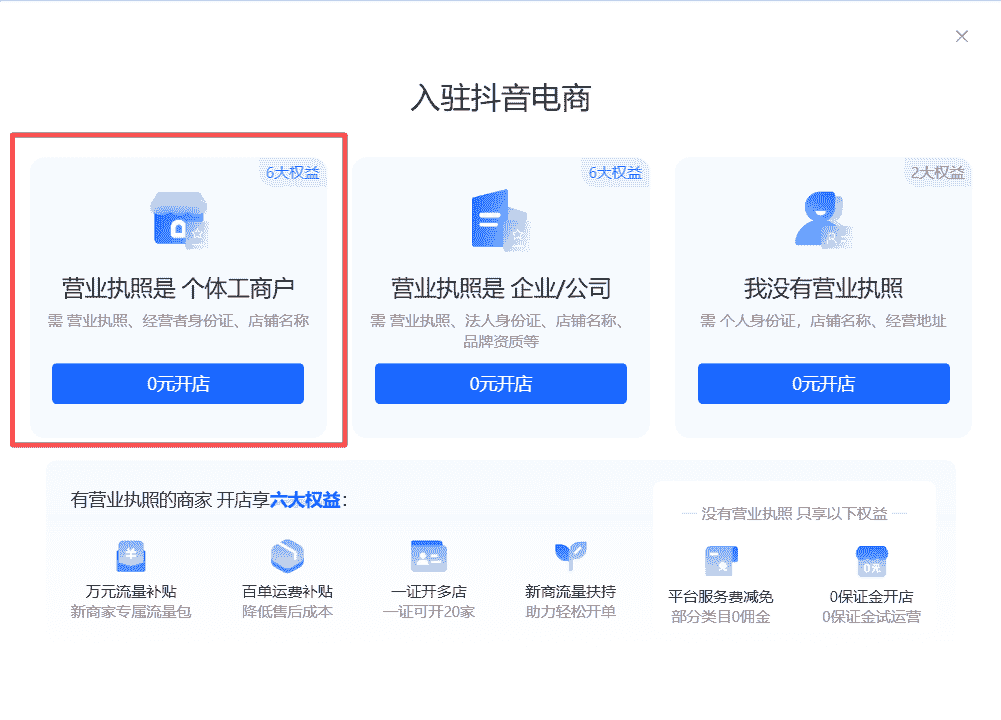 入驻抖音电商
6大权益
营业执照是 个体工商户
需 营业执照、经营者身份证、店铺名称
0元开店
6大权益
营业执照是 企业/公司
需 营业执照、法人身份证、店铺名称、
品牌资质等
0元开店
2大权益
我没有营业执照
需 个人身份证，店铺名称、经营地址
0元开店
有营业执照的商家 开店享六大权益：
万元流量补贴
新商家专属流量包
百单运费补贴
降低售后成本
一证开多店
一证可开20家
新商流量扶持
助力轻松开单
没有营业执照 只享以下权益
免
平台服务费减免
部分类目0佣金
0元
0保证金开店
0保证金试运营